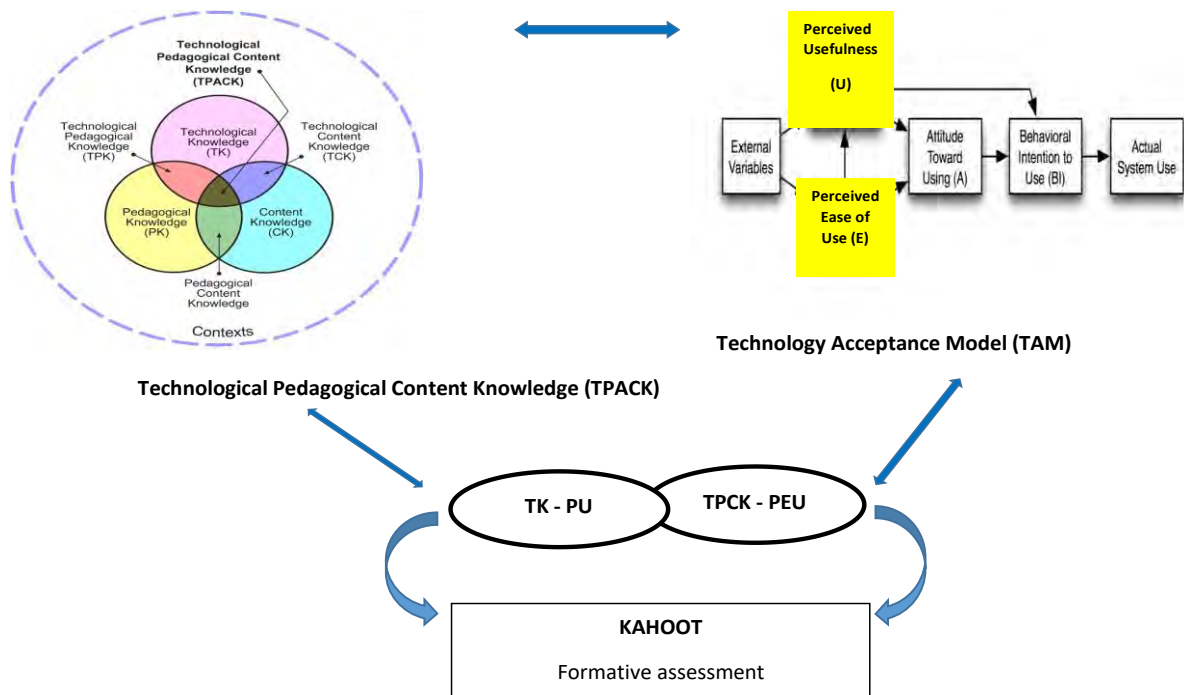 Technological
Pedagogical Content
Knowledge
(TPACK)
Technological
Pedagogical
Knowledge
(TPK)
Technological
Knowledge
(TK)
Technological
Content
Knowledge
(TCK)
Pedagogical
Knowledge
(PK)
Content
Knowledge
(CK)
Pedagogical
Content
Knowledge
Contexts
Perceived
Usefulness
(U)
External
Variables
Attitude
Toward
Using (A)
Behavioral
Intention to
Use (BI)
Actual
System Use
Perceived
Ease of
Use (E)
Technology Acceptance Model (TAM)
Technological Pedagogical Content Knowledge (TPACK)
TK - PU
TPCK - PEU
KAHOOT
Formative assessment